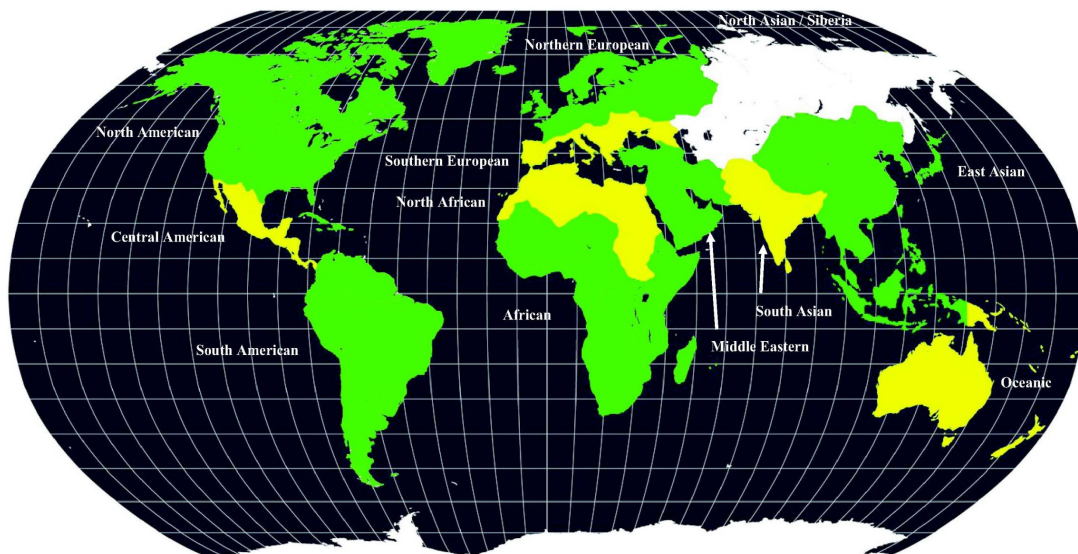 North Asian / Siberia
Northern European
North American
Southern European
East Asian
North African
Central American
South Asian
African
Middle Eastern
South American
Oceanic